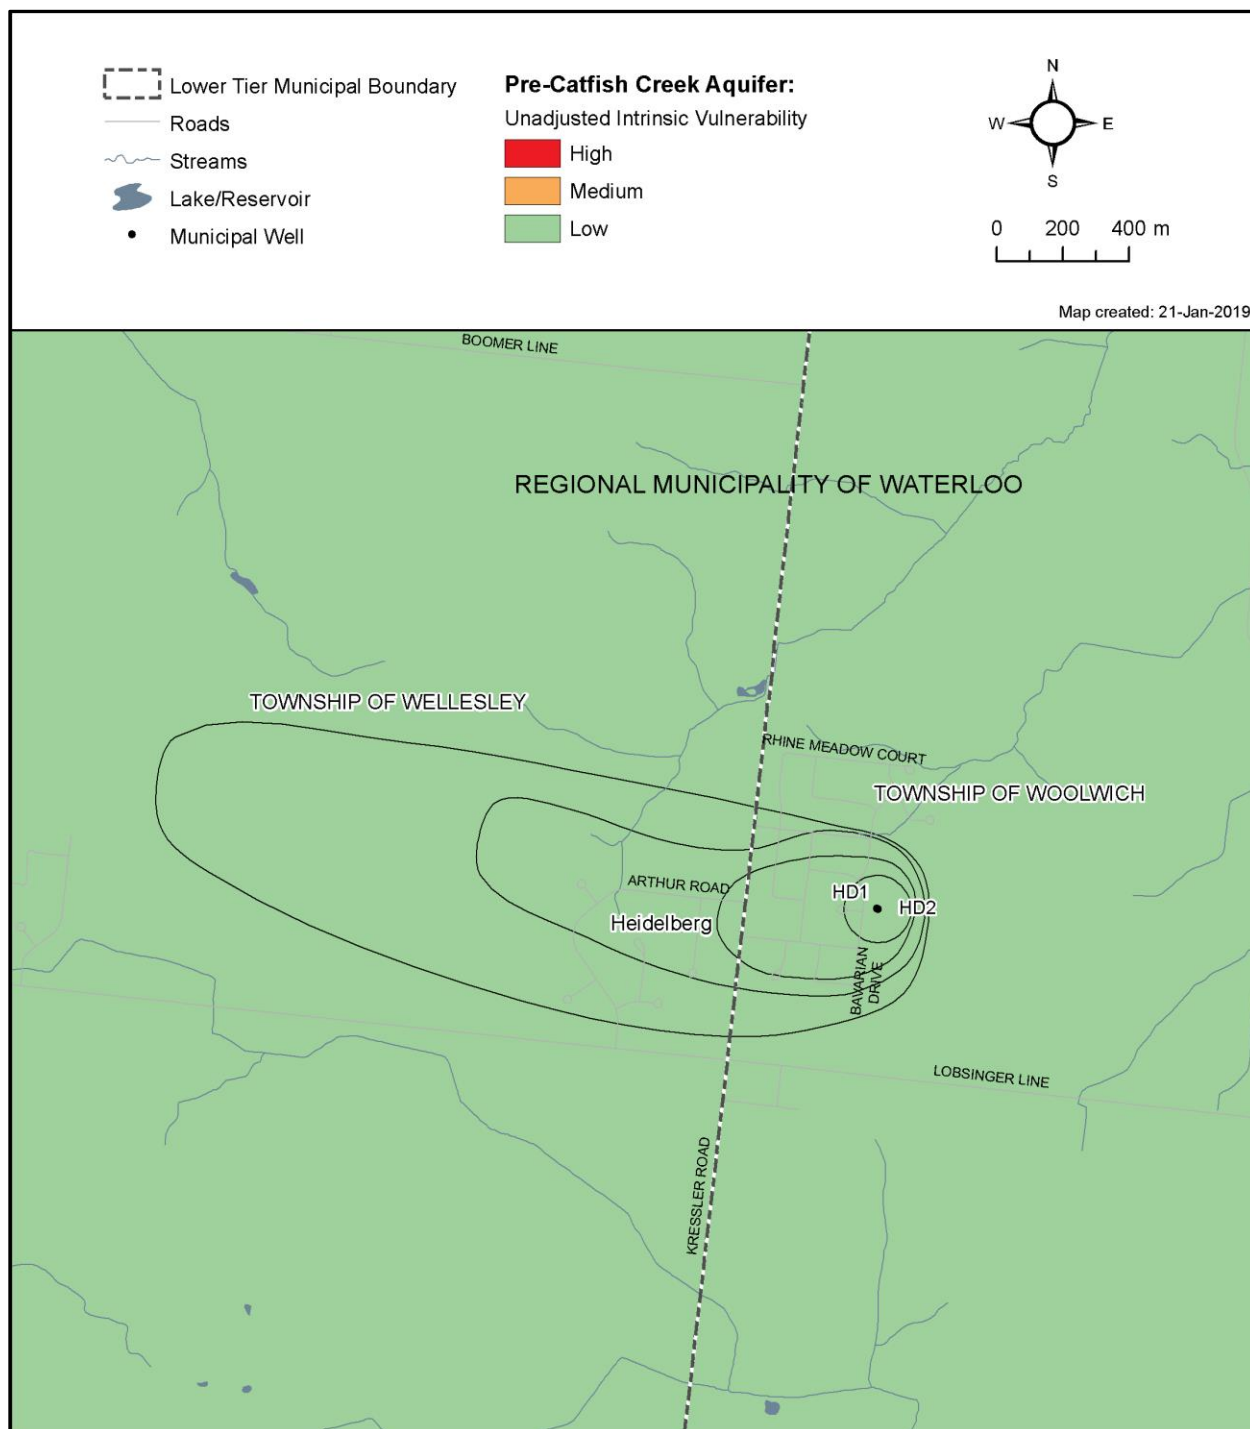 Lower Tier Municipal Boundary
Roads
Streams
Lake/Reservoir
Municipal Well
Pre-Catfish Creek Aquifer:
Unadjusted Intrinsic Vulnerability
High
Medium
Low
N
W E
S
0 200 400 m
Map created: 21-Jan-2019
BOOMER LINE
REGIONAL MUNICIPALITY OF WATERLOO
TOWNSHIP OF WELLESLEY
RHINE MEADOW COURT
TOWNSHIP OF WOOLWICH
ARTHUR ROAD
HD1
HD2
Heidelberg
BAVARIAN
DRIVE
LOBSINGER LINE
KRESSLER ROAD